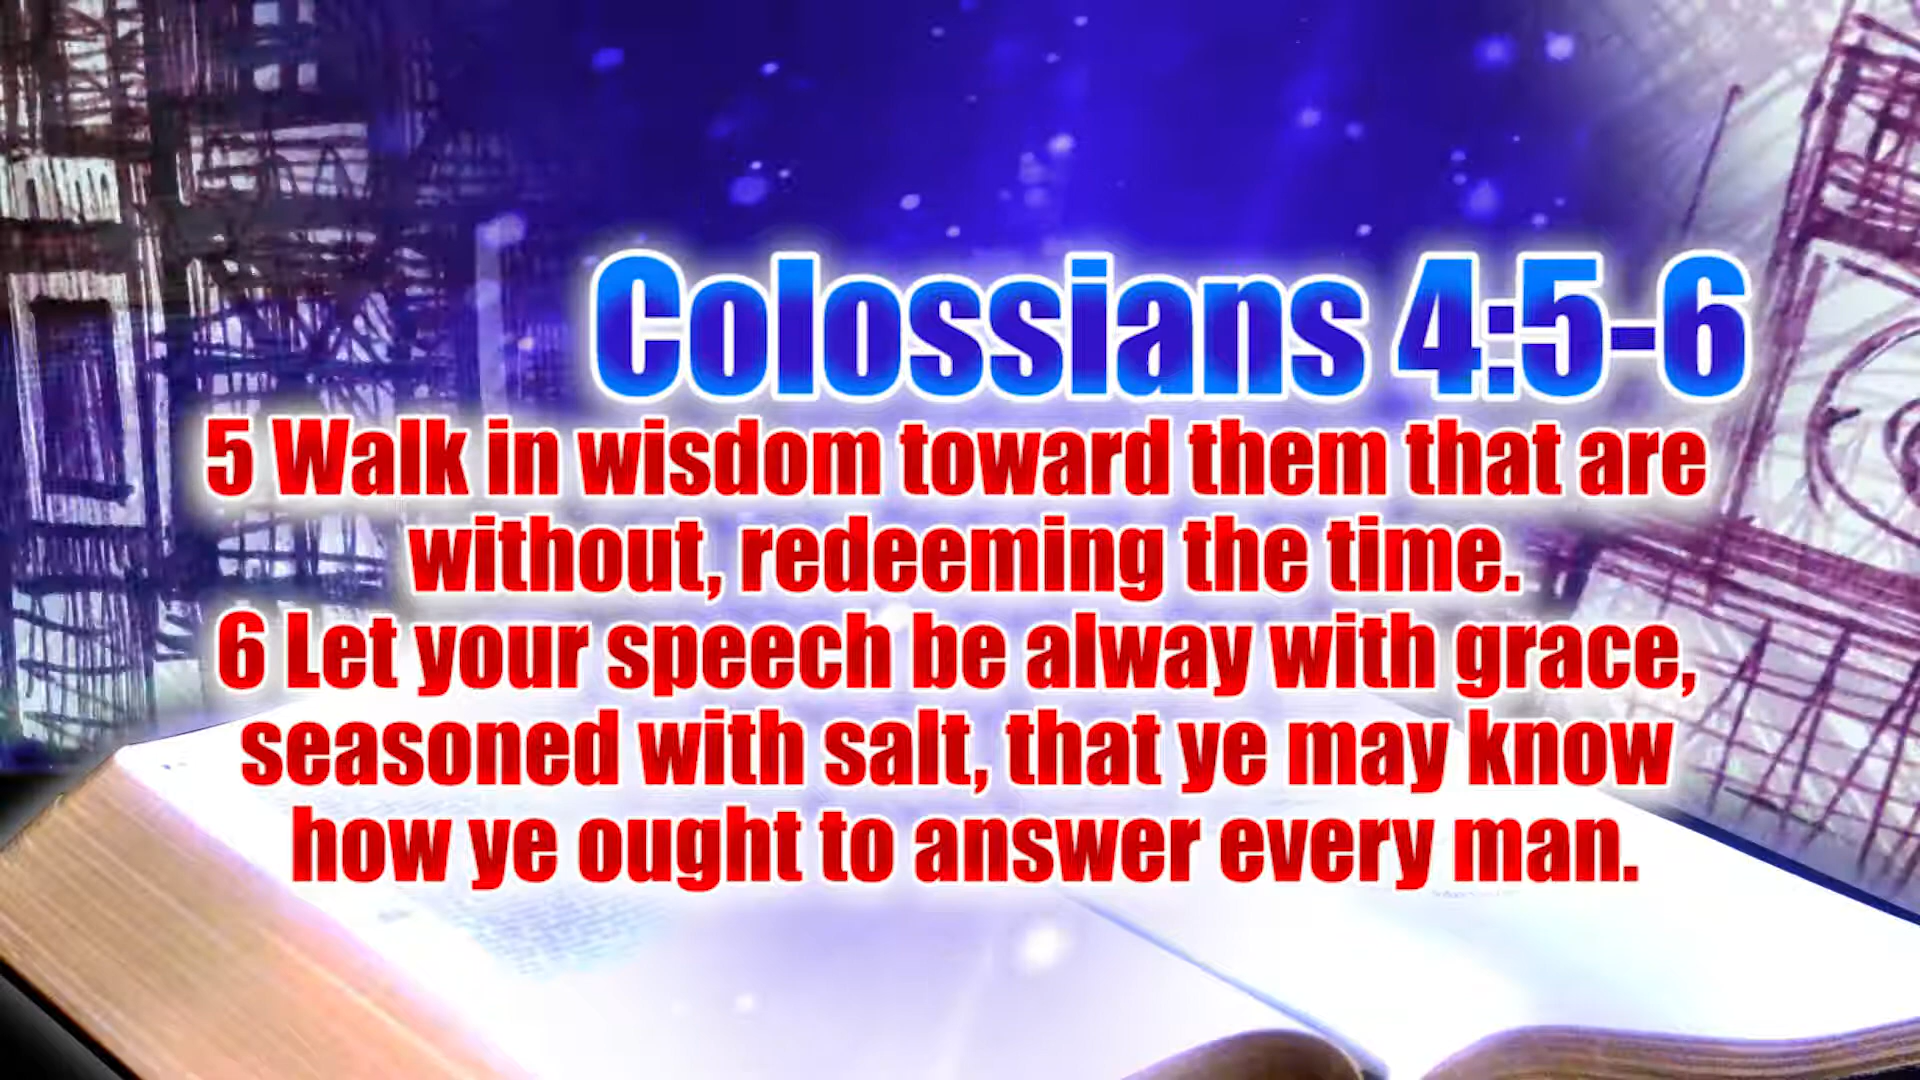 Colossians 4:5-6
5 Walk in wisdom toward them that are
without, redeeming the time.
6 Let your speech be alway with grace,
seasoned with salt, that ye may know
how ye ought to answer every man.